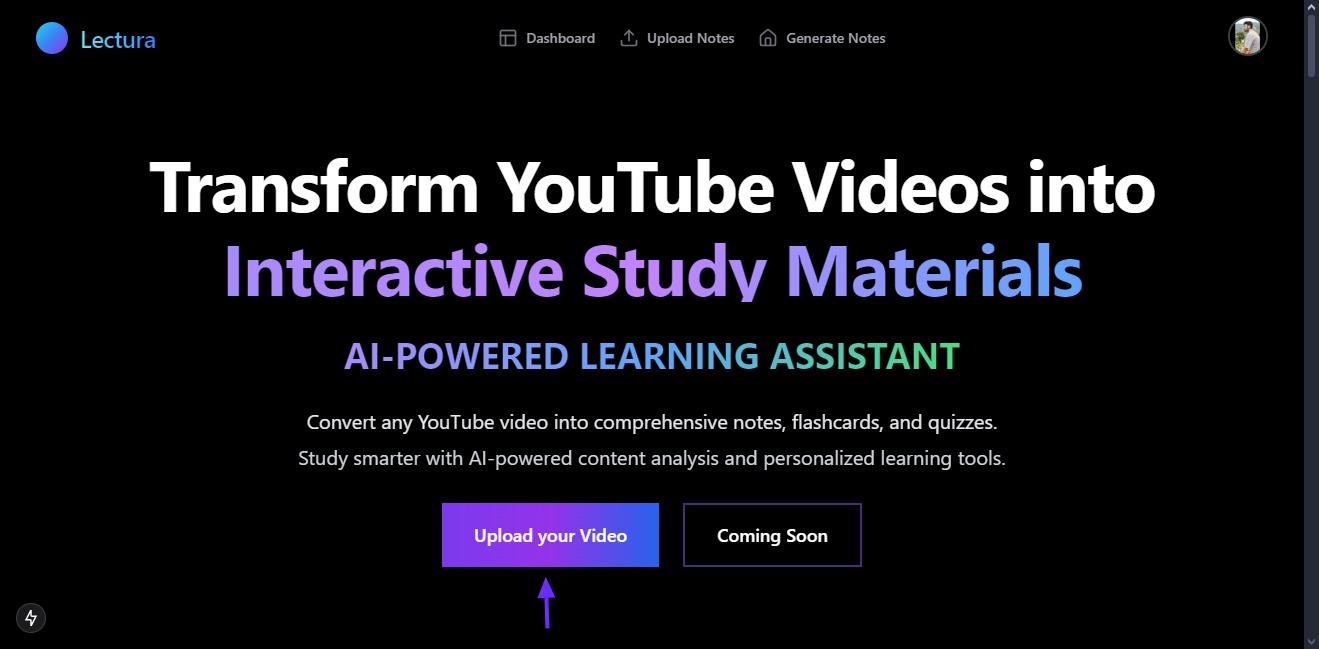 Lectura
Dashboard
Upload Notes
Generate Notes
Transform YouTube Videos into
Interactive Study Materials
AI-POWERED LEARNING ASSISTANT
Convert any YouTube video into comprehensive notes, flashcards, and quizzes.
Study smarter with AI-powered content analysis and personalized learning tools.
Upload your Video
Coming Soon